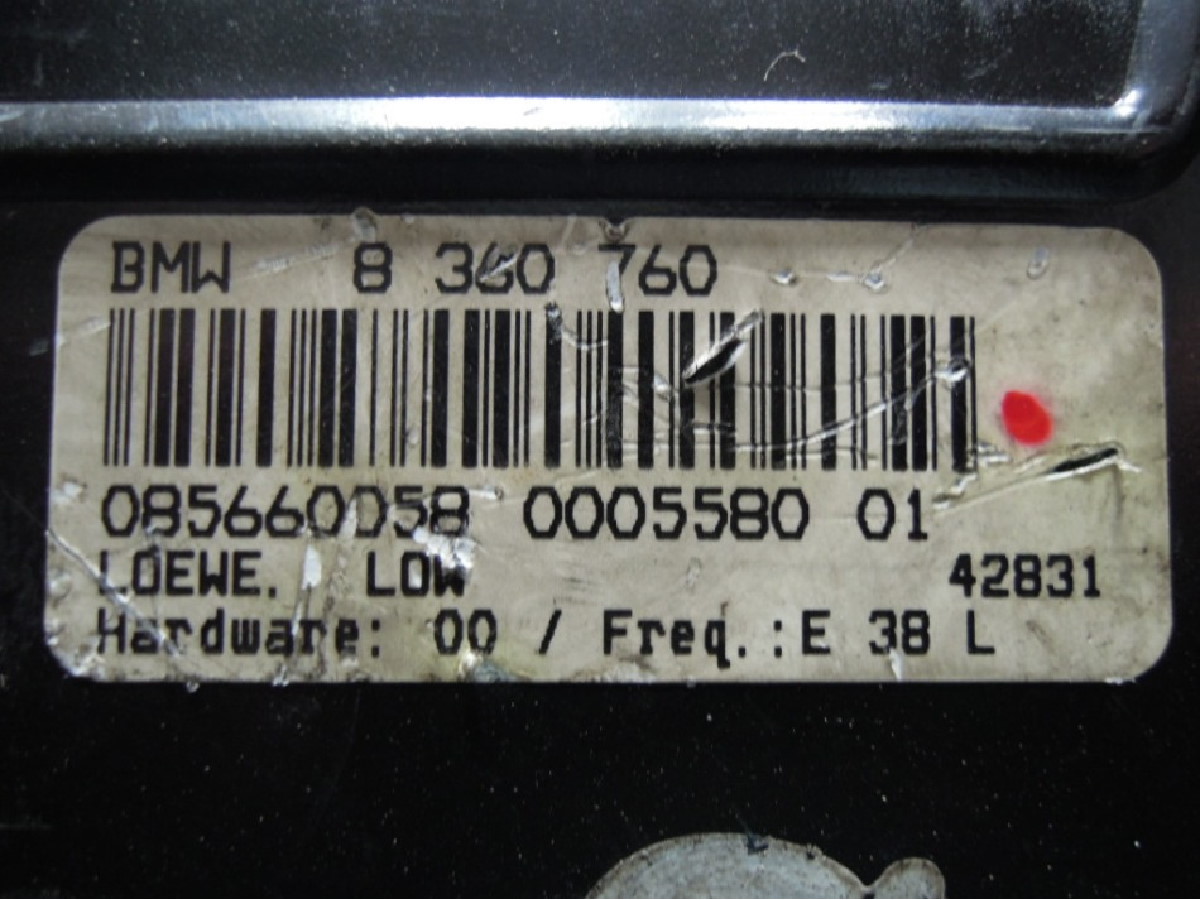 BMW 8 360 760
085660058 0005580 01
LOEWE. LOW 42831
Hardware: 00 / Freq.:E 38 L